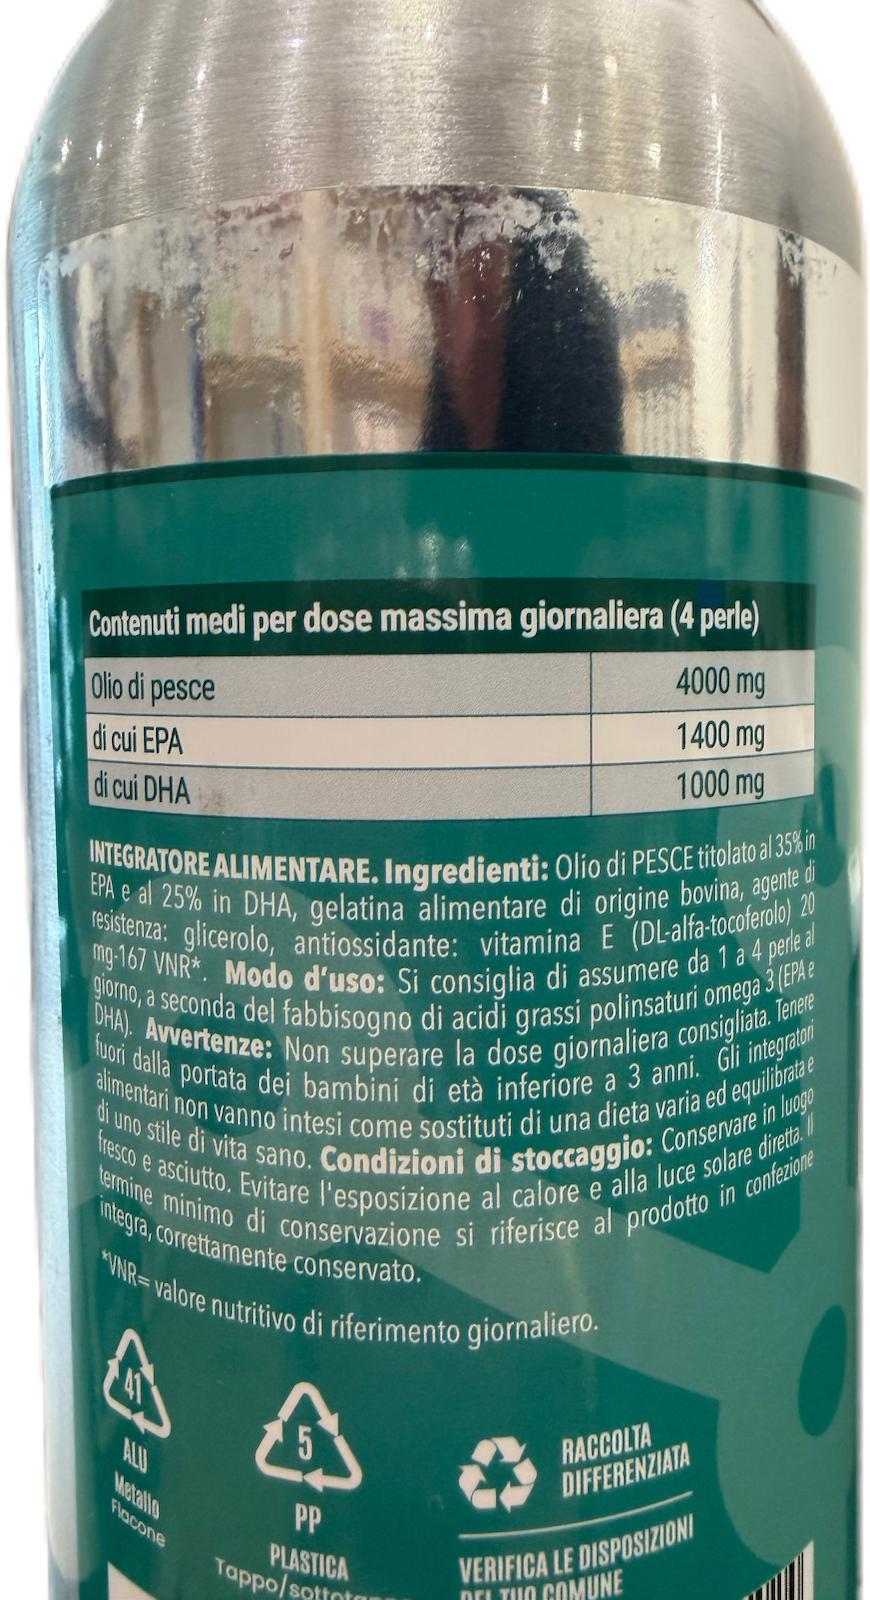 Contenuti medi per dose massima giornaliera (4 perle)
Olio di pesce 4000 mg
di cui EPA 1400 mg
di cui DHA 1000 mg
INTEGRATORE ALIMENTARE. Ingredienti: Olio di PESCE titolato al 35% in
EPA e al 25% in DHA, gelatina alimentare di origine bovina, agente di
resistenza: glicerolo, antiossidante: vitamina E (DL-alfa-tocoferolo) 20
mg-167 VNR*. Modo d'uso: Si consiglia di assumere da 1 a 4 perle al
giorno, a seconda del fabbisogno di acidi grassi polinsaturi omega 3 (EPA e
DHA). Avvertenze: Non superare la dose giornaliera consigliata. Tenere
fuori dalla portata dei bambini di età inferiore a 3 anni. Gli integratori
alimentari non vanno intesi come sostituti di una dieta varia ed equilibrata e
di uno stile di vita sano. Condizioni di stoccaggio: Conservare in luogo
fresco e asciutto. Evitare l'esposizione al calore e alla luce solare diretta. Il
termine minimo di conservazione si riferisce al prodotto in confezione
integra, correttamente conservato.
*VNR= valore nutritivo di riferimento giornaliero.
41
ALU
Metallo
Flacone
5
PP
PLASTICA
Tappo/
RACCOLTA
DIFFERENZIATA
VERIFICA LE DISPOSIZIONI
DEL TUO COMUNE